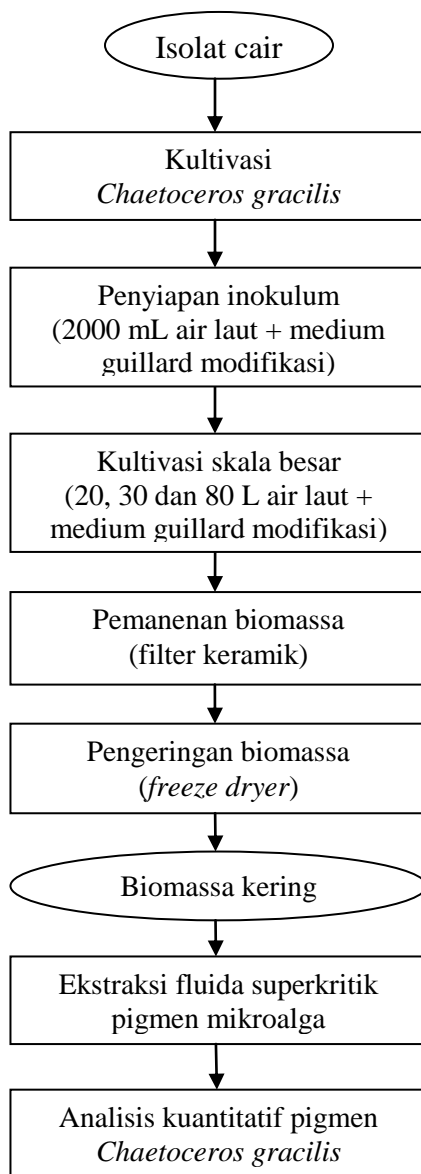 Isolat cair
Kultivasi
Chaetoceros gracilis
Penyiapan inokulum
(2000 mL air laut + medium
guillard modifikasi)
Kultivasi skala besar
(20, 30 dan 80 L air laut +
medium guillard modifikasi)
Pemanenan biomassa
(filter keramik)
Pengeringan biomassa
(freeze dryer)
Biomassa kering
Ekstraksi fluida superkritik
pigmen mikroalga
Analisis kuantitatif pigmen
Chaetoceros gracilis